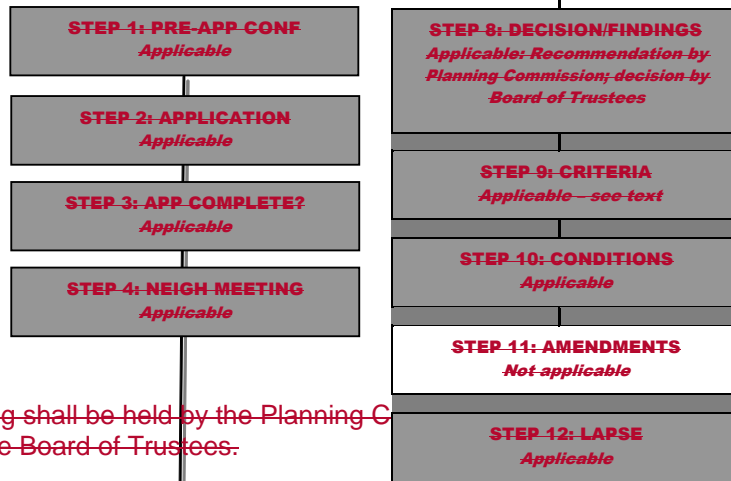 STEP 1: PRE-APP CONF
Applicable
STEP 2: APPLICATION
Applicable
STEP 3: APP COMPLETE?
Applicable
STEP 4: NEIGH MEETING
Applicable
g shall be held by the Planning C
e Board of Trustees.
STEP 8: DECISION/FINDINGS
Applicable: Recommendation by
Planning Commission; decision by
Board of Trustees
STEP 9: CRITERIA
Applicable – see text
STEP 10: CONDITIONS
Applicable
STEP 11: AMENDMENTS
Not applicable
STEP 12: LAPSE
Applicable